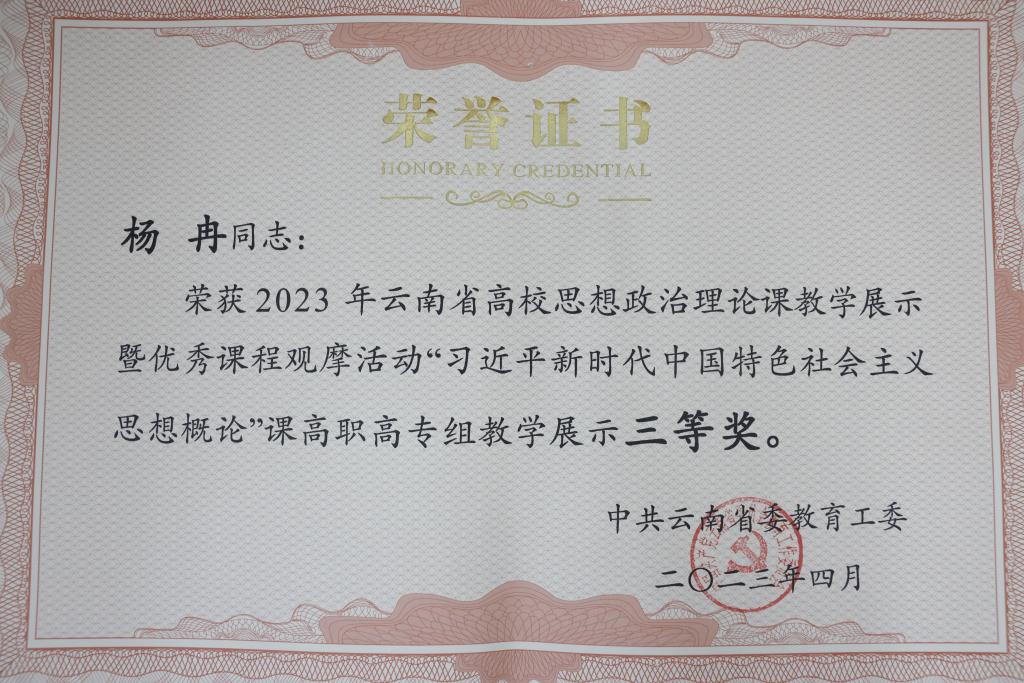 荣誉证书
HONORARY CREDENTIAL
杨 冉同志：
荣获2023 年云南省高校思想政治理论课教学展示
暨优秀课程观摩活动“习近平新时代中国特色社会主义
思想概论”课高职高专组教学展示三等奖。
中共云南省委教育工委
二〇二三年四月